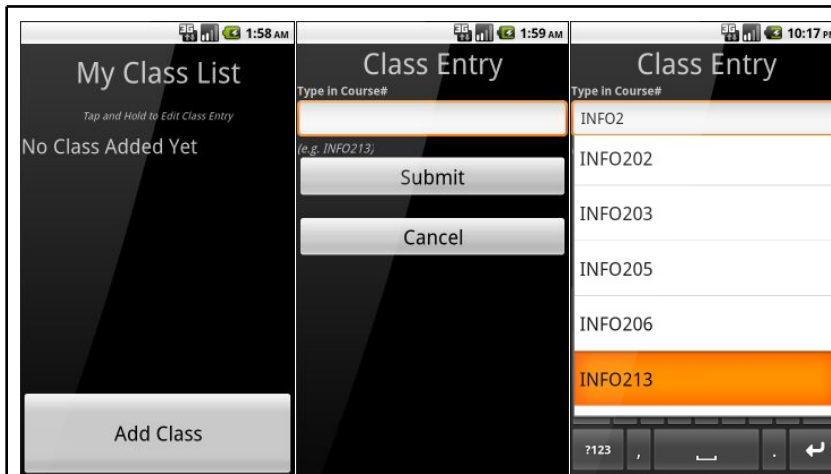 1:58 AM
My Class List
Tap and Hold to Edit Class Entry
No Class Added Yet
Add Class
1:59 AM
Class Entry
Type in Course#
(e.g. INFO213)
Submit
Cancel
10:17 PM
Class Entry
Type in Course#
INFO2
INFO202
INFO203
INFO205
INFO206
INFO213
?123 , .